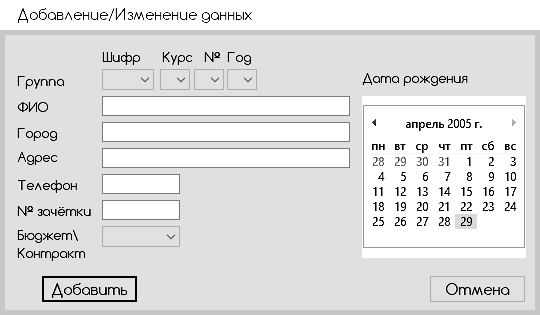 Добавление/Изменение данных
Шифр Курс № Год
Группа
Дата рождения
ФИО
Город
Адрес
Телефон
№ зачётки
Бюджет\
Контракт
апрель 2005 г.
пн вт ср чт пт сб вс
28 29 30 31 1 2 3
4 5 6 7 8 9 10
11 12 13 14 15 16 17
18 19 20 21 22 23 24
25 26 27 28 29
Добавить
Отмена